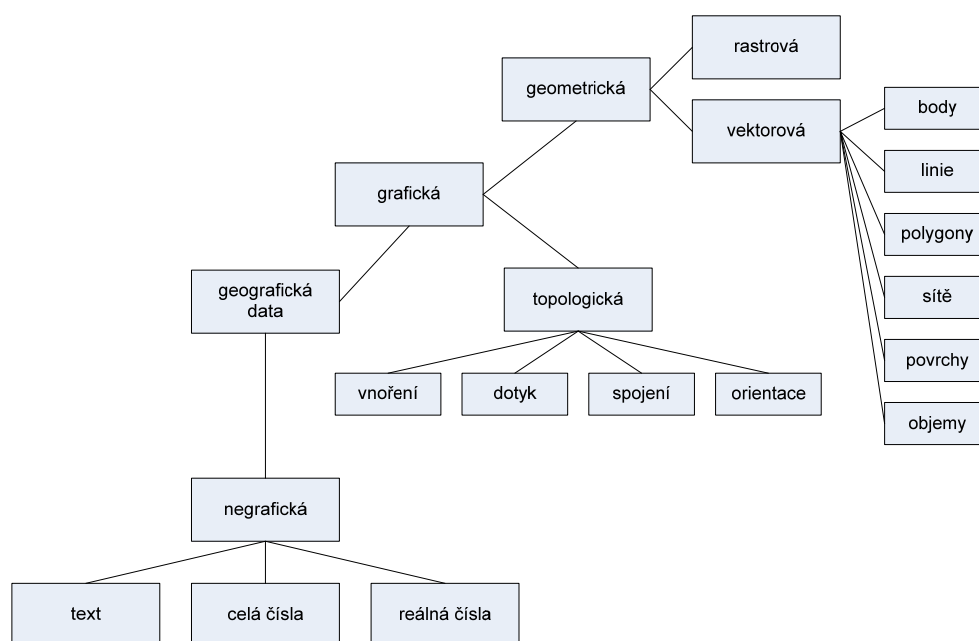 rastrová
geometrická
vektorová
body
linie
grafická
polygony
geografická
data
topologická
sítě
povrchy
vnoření
dotyk
spojení
orientace
objemy
negrafická
text
celá čísla
reálná čísla